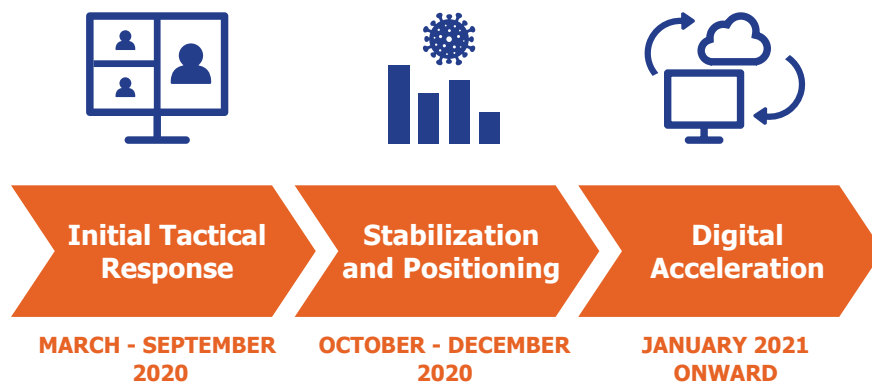 Initial Tactical
Response
Stabilization
and Positioning
Digital
Acceleration
MARCH - SEPTEMBER
2020
OCTOBER - DECEMBER
2020
JANUARY 2021
ONWARD